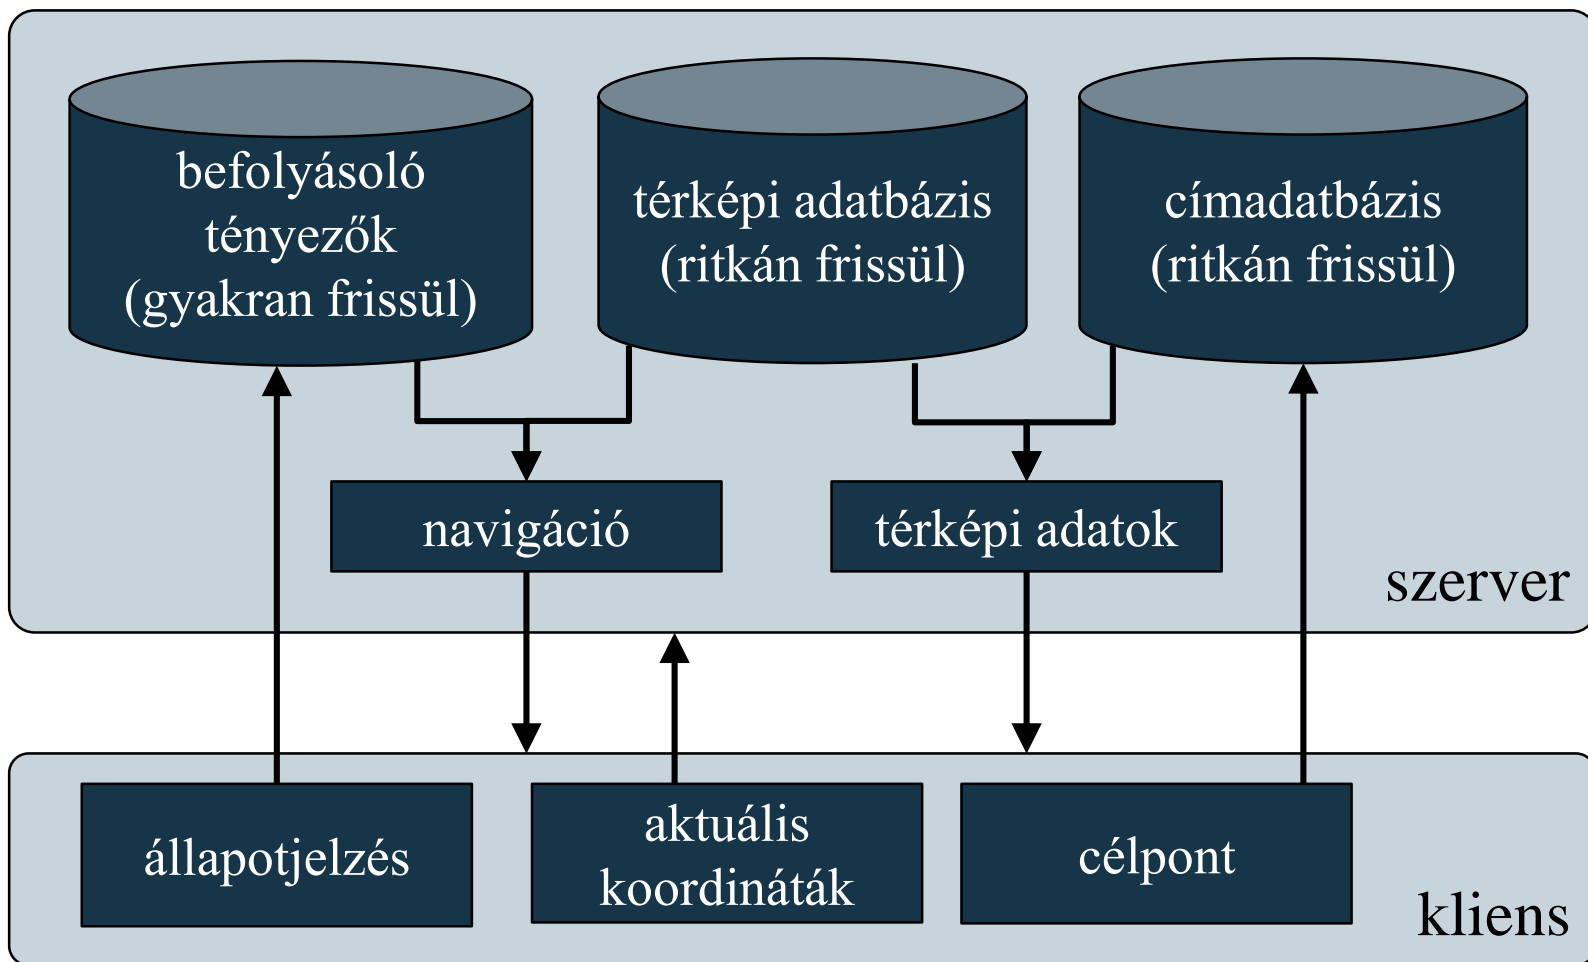 befolyásoló
tényezők
(gyakran frissül)
térképi adatbázis
(ritkán frissül)
címadatbázis
(ritkán frissül)
navigáció
térképi adatok
szerver
állapotjelzés
aktuális
koordináták
célpont
kliens